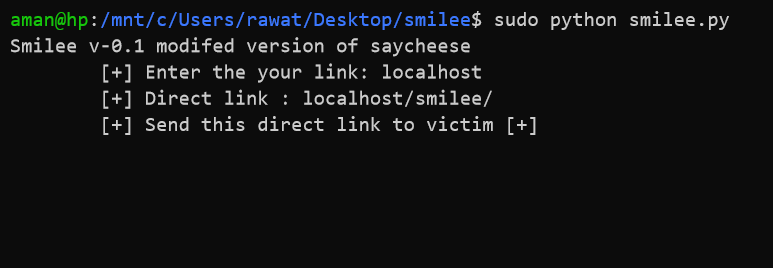 aman@hp:/mnt/c/Users/rawat/Desktop/smilee$ sudo python smilee.py
Smilee v-0.1 modifed version of saycheese
[+] Enter the your link: localhost
[+] Direct link : localhost/smilee/
[+] Send this direct link to victim [+]